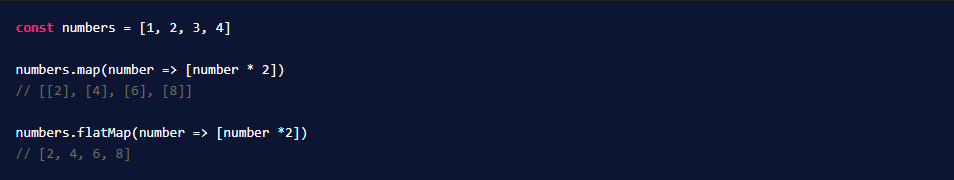 const numbers = [1, 2, 3, 4]
numbers.map(number => [number * 2])
// [[2], [4], [6], [8]]
numbers.flatMap(number => [number *2])
// [2, 4, 6, 8]